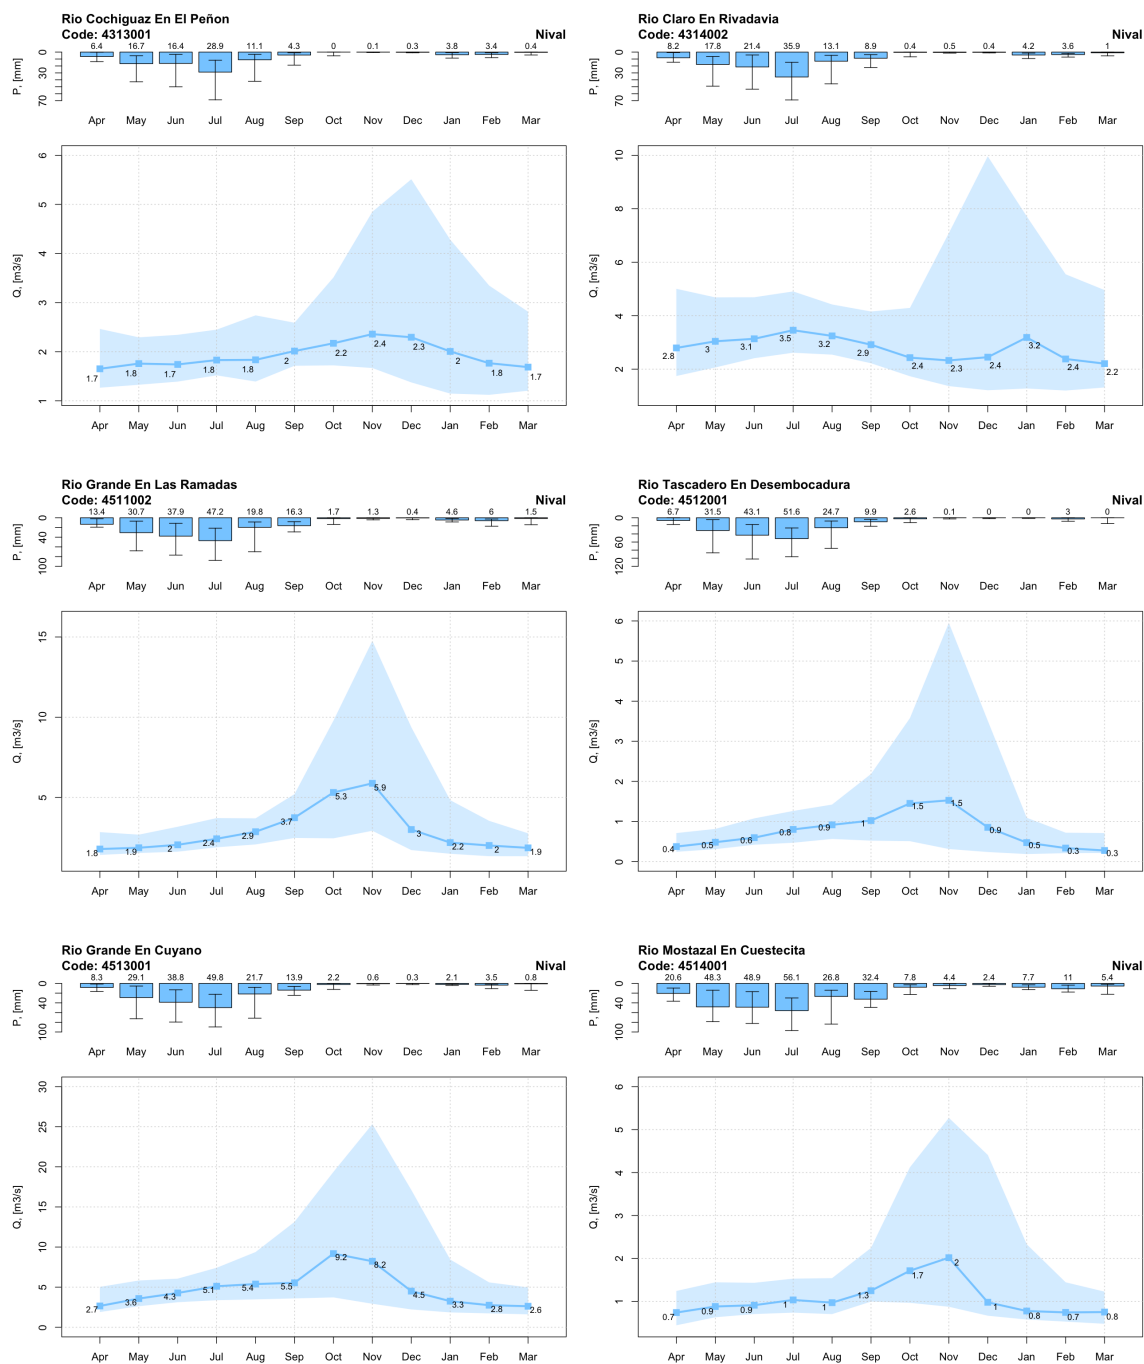 Rio Cochiguaz En El Peñon
Code: 4313001
Nival
6.4 16.7 16.4 28.9 11.1 4.3 0 0.1 0.3 3.8 3.4 0.4
P, [mm]
0 30 70
Apr May Jun Jul Aug Sep Oct Nov Dec Jan Feb Mar
Q, [m3/s]
6
5
4
3
2
1
1.7 1.8 1.7 1.8 1.8 2 2.2 2.4 2.3 2 1.8 1.7
Apr May Jun Jul Aug Sep Oct Nov Dec Jan Feb Mar
Rio Claro En Rivadavia
Code: 4314002
Nival
8.2 17.8 21.4 35.9 13.1 8.9 0.4 0.5 0.4 4.2 3.6 1
P, [mm]
0 30 70
Apr May Jun Jul Aug Sep Oct Nov Dec Jan Feb Mar
Q, [m3/s]
10
8
6
4
2
2.8 3 3.1 3.5 3.2 2.9 2.4 2.3 2.4 3.2 2.4 2.2
Apr May Jun Jul Aug Sep Oct Nov Dec Jan Feb Mar
Rio Grande En Las Ramadas
Code: 4511002
Nival
13.4 30.7 37.9 47.2 19.8 16.3 1.7 1.3 0.4 4.6 6 1.5
P, [mm]
0 40 100
Apr May Jun Jul Aug Sep Oct Nov Dec Jan Feb Mar
Q, [m3/s]
15
10
5
1.8 1.9 2 2.4 2.9 3.7 5.3 5.9 3 2.2 2 1.9
Apr May Jun Jul Aug Sep Oct Nov Dec Jan Feb Mar
Rio Tascadero En Desembocadura
Code: 4512001
Nival
6.7 31.5 43.1 51.6 24.7 9.9 2.6 0.1 0 0 3 0
P, [mm]
0 60 120
Apr May Jun Jul Aug Sep Oct Nov Dec Jan Feb Mar
Q, [m3/s]
6
5
4
3
2
1
0
0.4 0.5 0.6 0.8 0.9 1 1.5 1.5 0.9 0.5 0.3 0.3
Apr May Jun Jul Aug Sep Oct Nov Dec Jan Feb Mar
Rio Grande En Cuyano
Code: 4513001
Nival
8.3 29.1 38.8 49.8 21.7 13.9 2.2 0.6 0.3 2.1 3.5 0.8
P, [mm]
0 40 100
Apr May Jun Jul Aug Sep Oct Nov Dec Jan Feb Mar
Q, [m3/s]
30
25
20
15
10
5
0
2.7 3.6 4.3 5.1 5.4 5.5 9.2 8.2 4.5 3.3 2.8 2.6
Apr May Jun Jul Aug Sep Oct Nov Dec Jan Feb Mar
Rio Mostazal En Cuestecita
Code: 4514001
Nival
20.6 48.3 48.9 56.1 26.8 32.4 7.8 4.4 2.4 7.7 11 5.4
P, [mm]
0 40 100
Apr May Jun Jul Aug Sep Oct Nov Dec Jan Feb Mar
Q, [m3/s]
6
5
4
3
2
1
0.7 0.9 0.9 1 1 1.3 1.7 2 1 0.8 0.7 0.8
Apr May Jun Jul Aug Sep Oct Nov Dec Jan Feb Mar